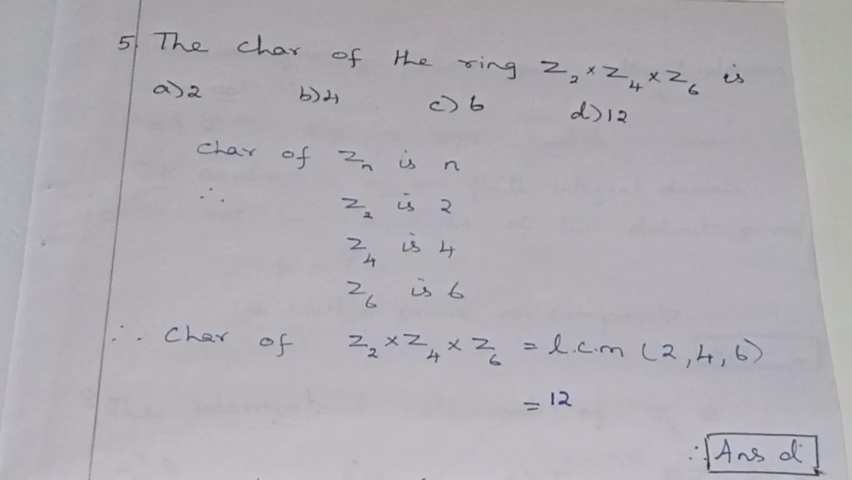 5. The char of the ring Z₂ × Z₄ × Z₆ is
a) 2 b) 4 c) 6 d) 12
char of Zₙ is n
∴ Z₂ is 2
Z₄ is 4
Z₆ is 6
∴ Char of Z₂ × Z₄ × Z₆ = l.c.m (2, 4, 6)
= 12
∴ Ans d